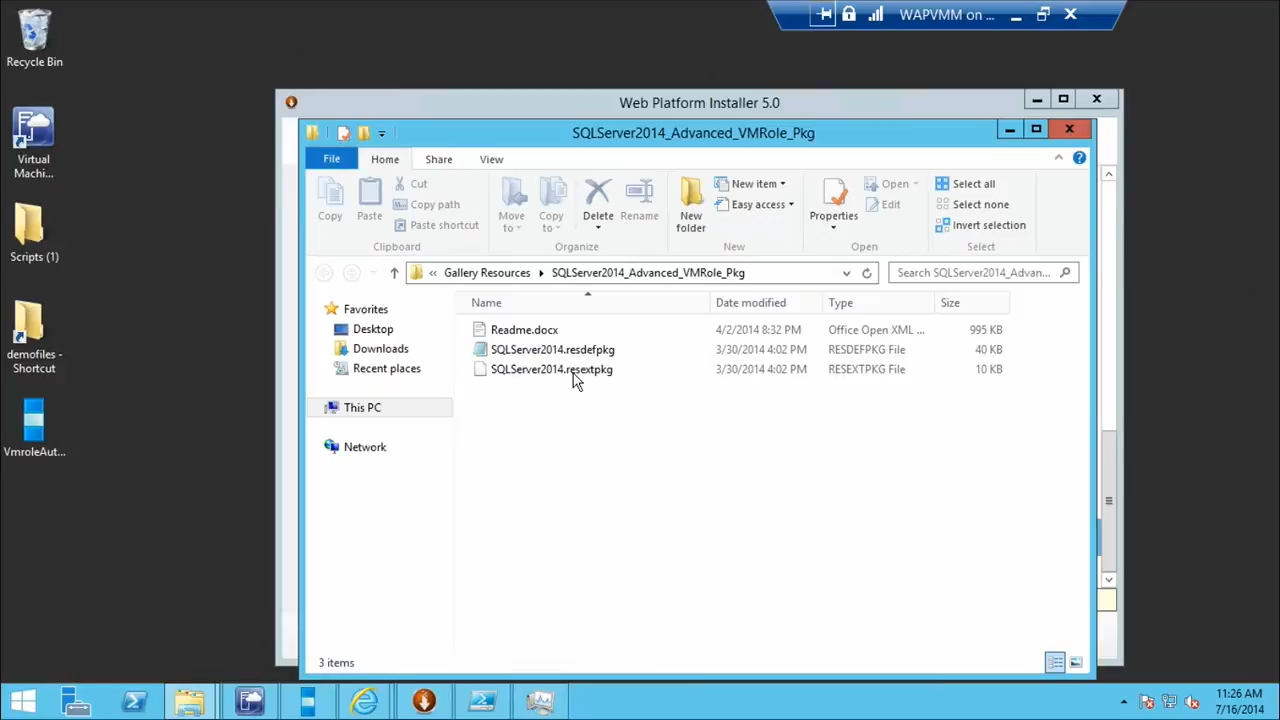 WAPVMM on ...
Recycle Bin
Virtual
Machi...
Scripts (1)
demofiles -
Shortcut
VmroleAut...
Web Platform Installer 5.0
SQLServer2014_Advanced_VMRole_Pkg
File
Home
Share
View
Copy
Paste
Cut
Copy path
Paste shortcut
Clipboard
Move
to
Copy
to
Delete
Rename
Organize
New
folder
New item
Easy access
New
Properties
Open
Edit
Open
Select all
Select none
Invert selection
Select
« Gallery Resources SQLServer2014_Advanced_VMRole_Pkg
Search SQLServer2014_Advan...
Favorites
Desktop
Downloads
Recent places
This PC
Network
Name Date modified Type Size
Readme.docx 4/2/2014 8:32 PM Office Open XML ... 995 KB
SQLServer2014.resdefpkg 3/30/2014 4:02 PM RESDEFPKG File 40 KB
SQLServer2014.resextpkg 3/30/2014 4:02 PM RESEXTPKG File 10 KB
3 items
11:26 AM
7/16/2014